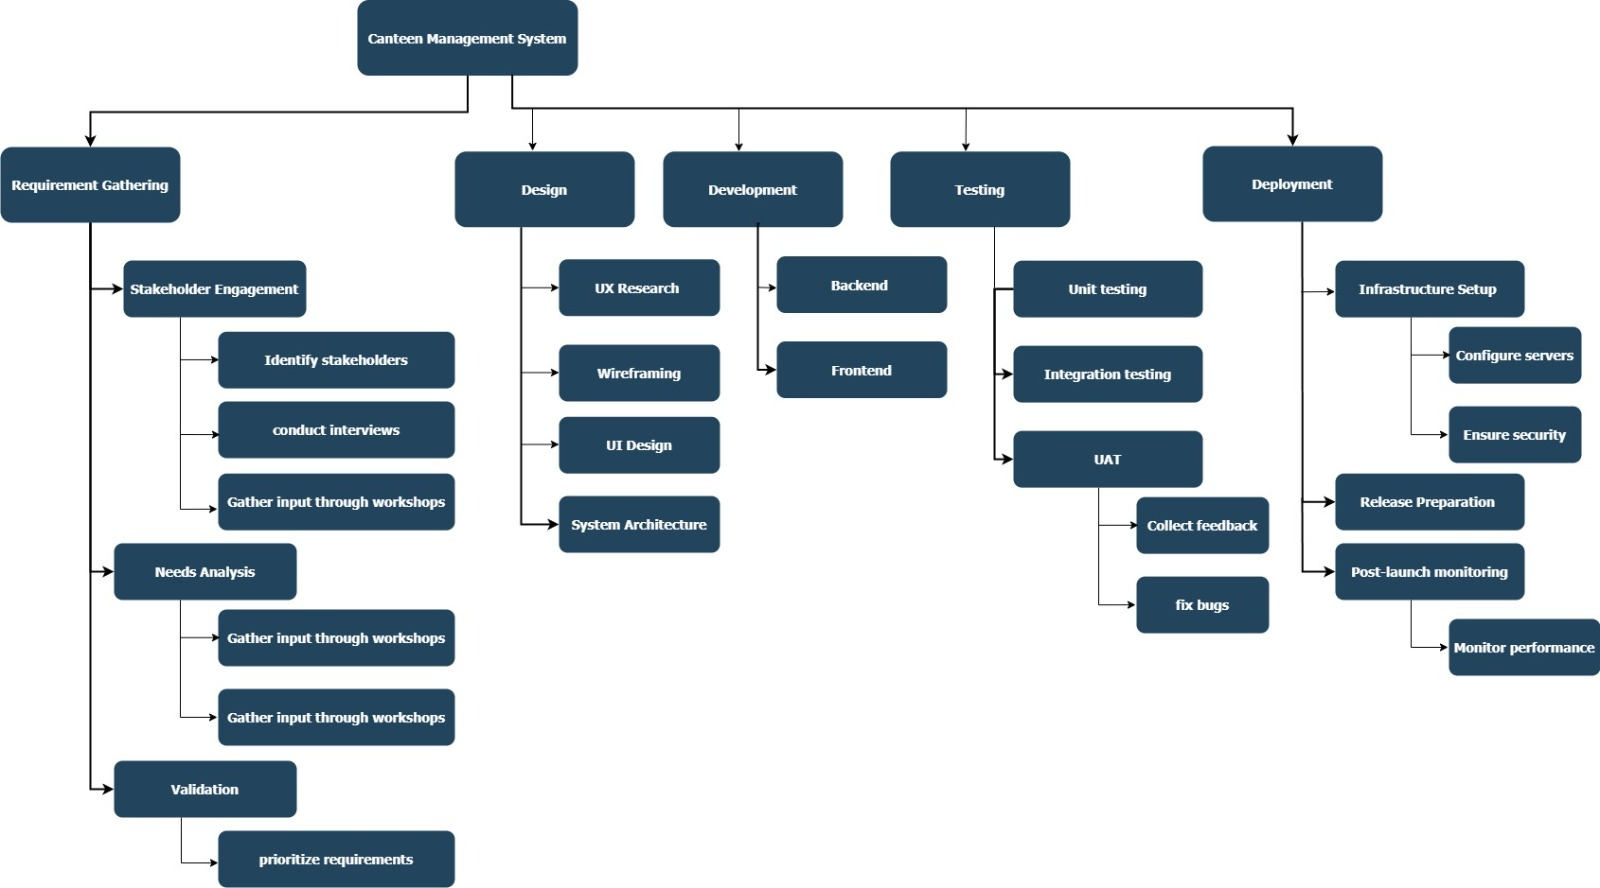 Canteen Management System
Requirement Gathering
Design
Development
Testing
Deployment
Stakeholder Engagement
Identify stakeholders
conduct interviews
Gather input through workshops
Needs Analysis
Gather input through workshops
Gather input through workshops
Validation
prioritize requirements
UX Research
Wireframing
UI Design
System Architecture
Backend
Frontend
Unit testing
Integration testing
UAT
Collect feedback
fix bugs
Infrastructure Setup
Configure servers
Ensure security
Release Preparation
Post-launch monitoring
Monitor performance